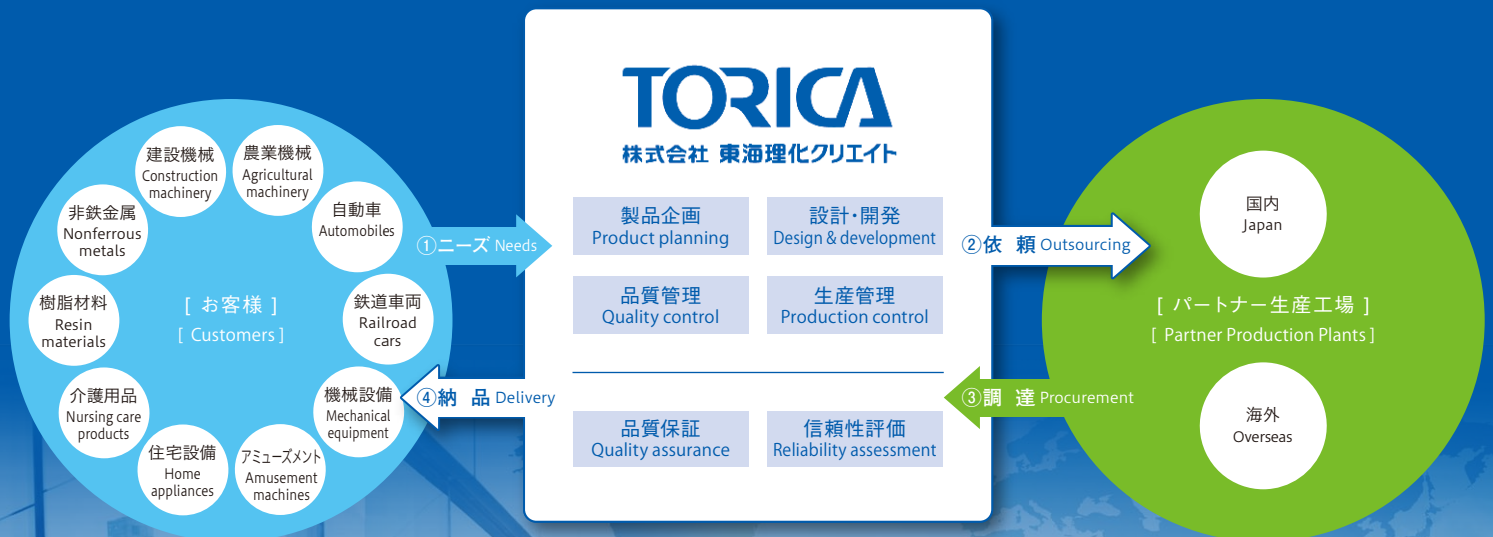 建設機械
Construction
machinery
農業機械
Agricultural
machinery
非鉄金属
Nonferrous
metals
自動車
Automobiles
樹脂材料
Resin
materials
[ お客様 ]
[ Customers ]
鉄道車両
Railroad
cars
介護用品
Nursing care
products
機械設備
Mechanical
equipment
住宅設備
Home
appliances
アミューズメント
Amusement
machines
①ニーズ Needs
④納 品 Delivery
TORICA
株式会社 東海理化クリエイト
製品企画
Product planning
設計・開発
Design & development
品質管理
Quality control
生産管理
Production control
品質保証
Quality assurance
信頼性評価
Reliability assessment
②依 頼 Outsourcing
③調 達 Procurement
国内
Japan
[ パートナー生産工場 ]
[ Partner Production Plants ]
海外
Overseas